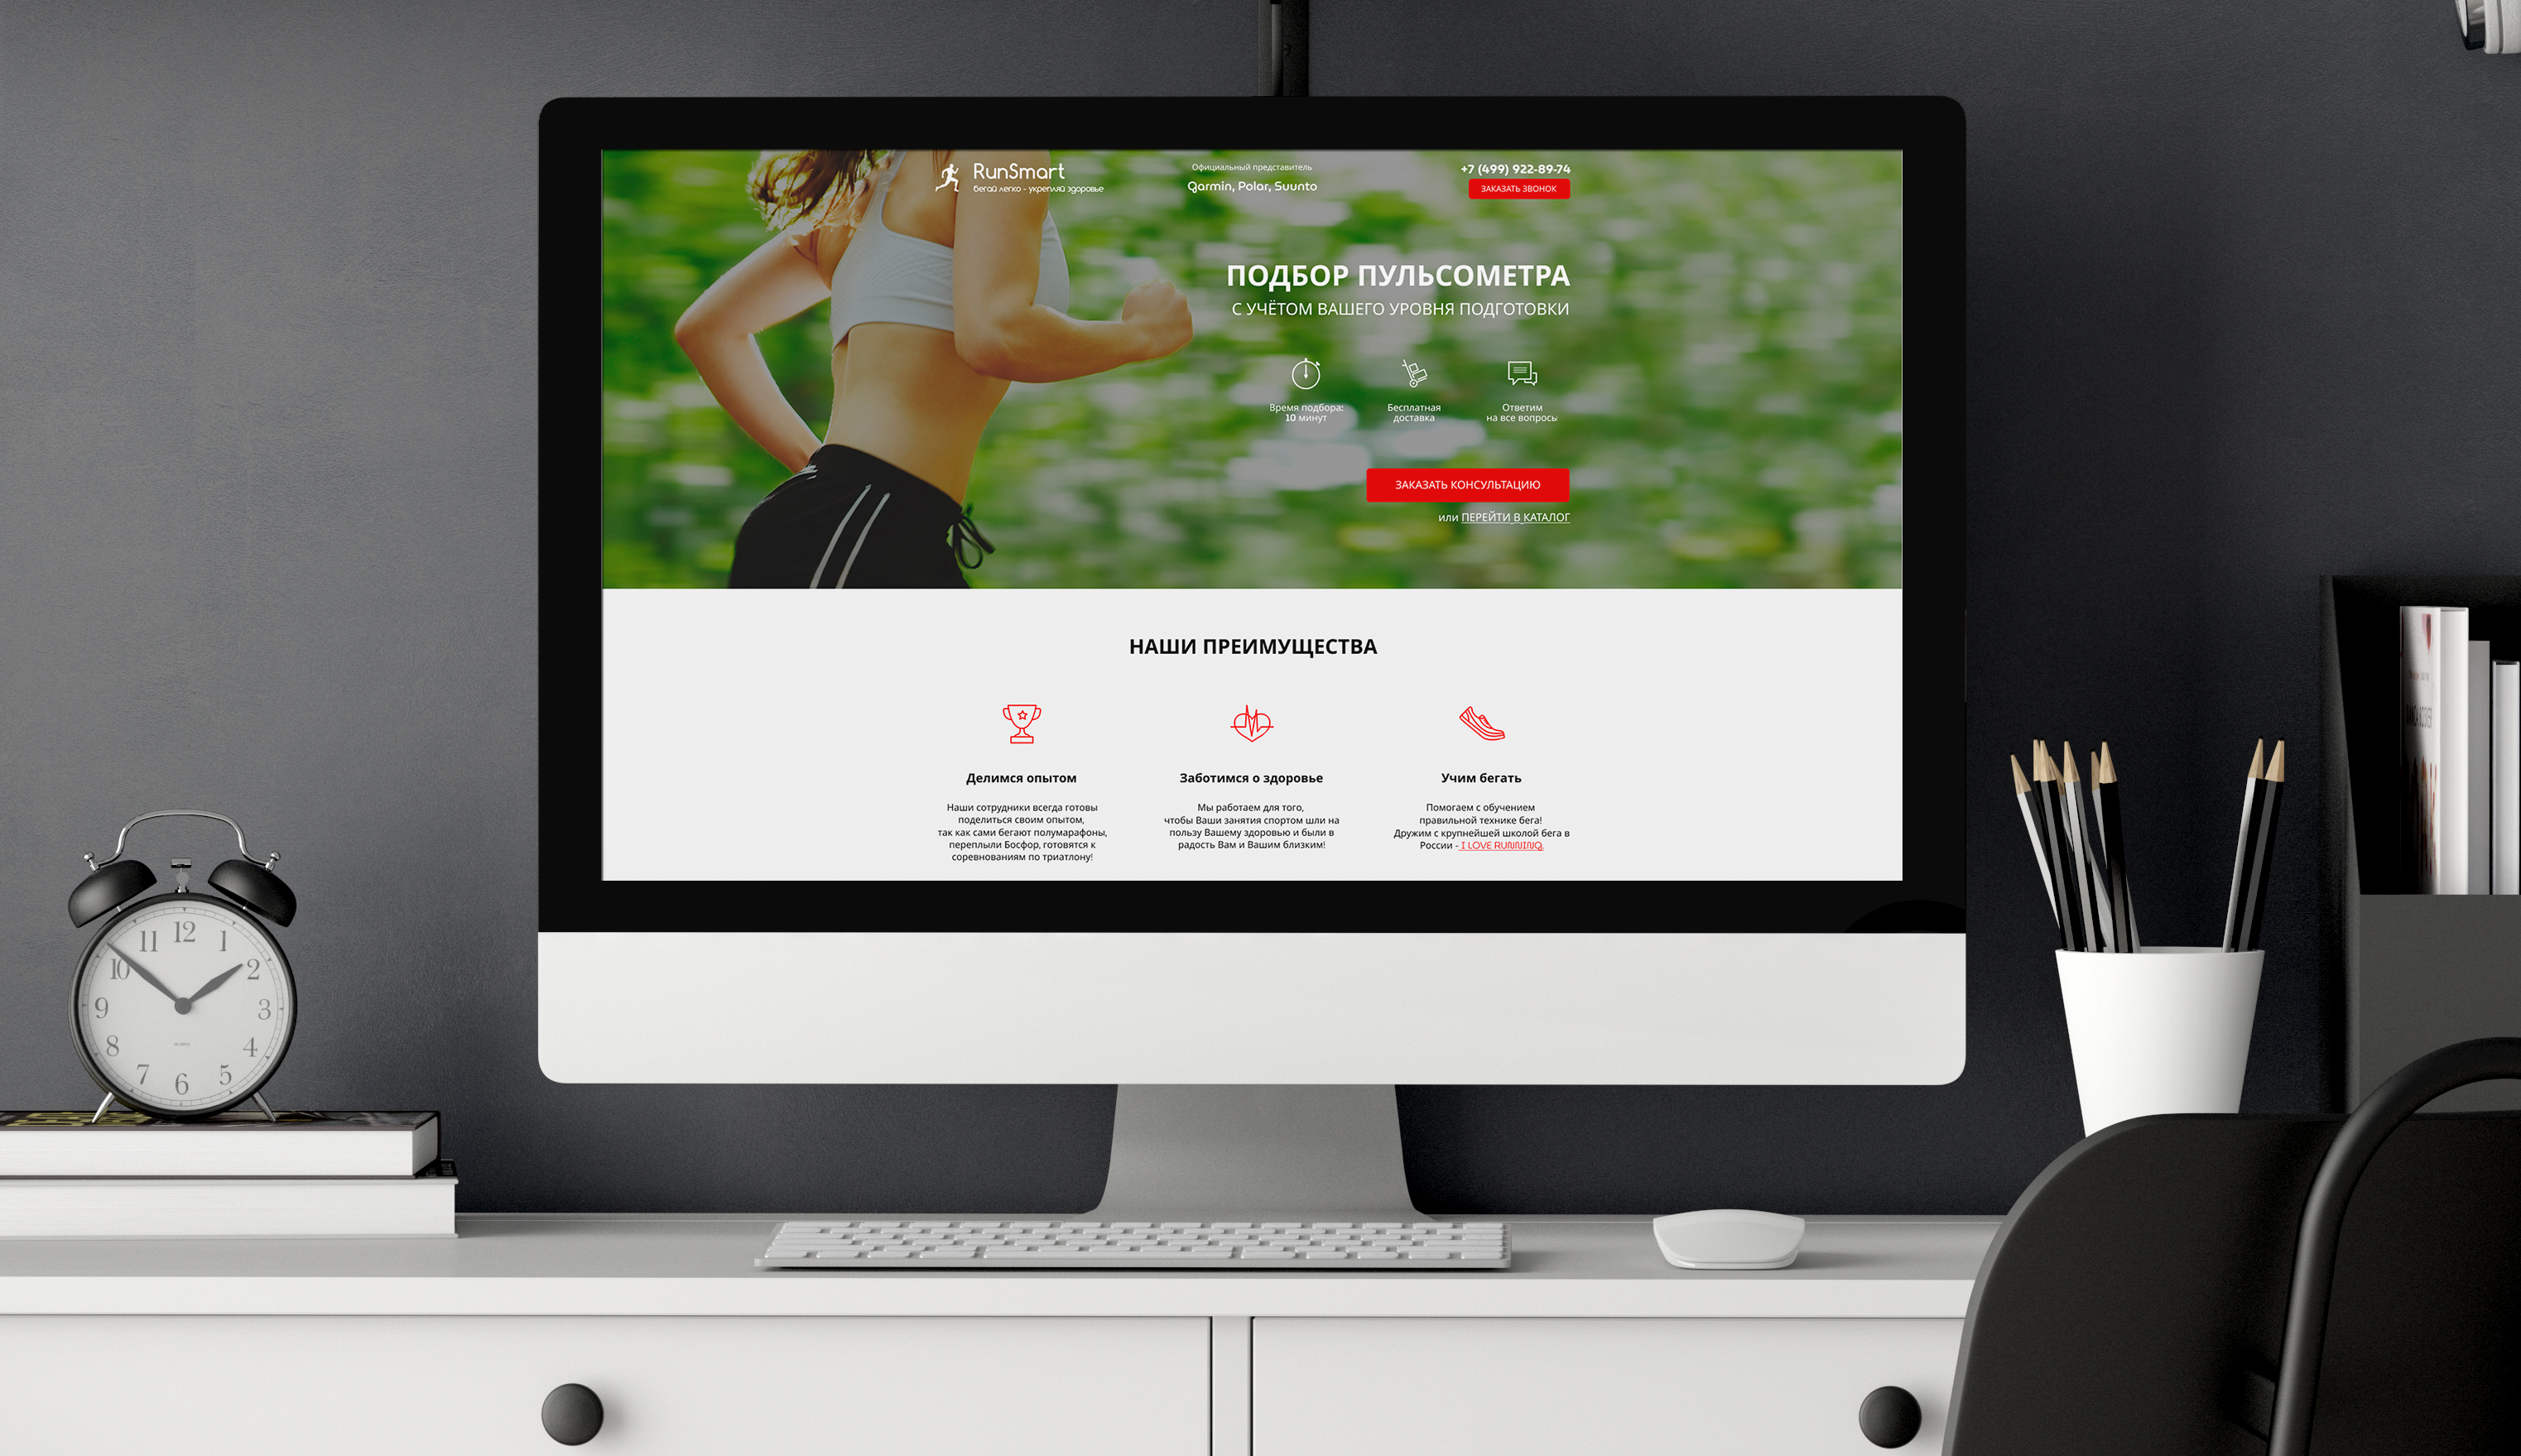 RunSmart
бегай легко - укрепляй здоровье
Официальный представитель
Garmin, Polar, Suunto
+7 (499) 922-89-74
ЗАКАЗАТЬ ЗВОНОК
ПОДБОР ПУЛЬСОМЕТРА
С УЧЁТОМ ВАШЕГО УРОВНЯ ПОДГОТОВКИ
Время подбора:
10 минут
Бесплатная
доставка
Ответим
на все вопросы
ЗАКАЗАТЬ КОНСУЛЬТАЦИЮ
или ПЕРЕЙТИ В КАТАЛОГ
НАШИ ПРЕИМУЩЕСТВА
Делимся опытом
Наши сотрудники всегда готовы
поделиться своим опытом,
так как сами бегают полумарафоны,
переплыли Босфор, готовятся к
соревнованиям по триатлону!
Заботимся о здоровье
Мы работаем для того,
чтобы Ваши занятия спортом шли на
пользу Вашему здоровью и были в
радость Вам и Вашим близким!
Учим бегать
Помогаем с обучением
правильной технике бега!
Дружим с крупнейшей школой бега в
России - I LOVE RUNNING.
12
1
2
3
4
5
6
7
8
9
10
11